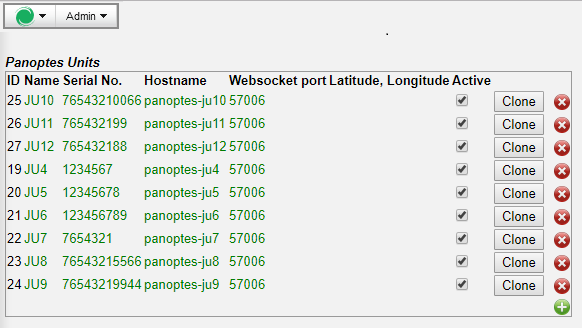 Admin
Panoptes Units
ID Name Serial No. Hostname Websocket port Latitude, Longitude Active
25 JU10 76543210066 panoptes-ju10 57006 Clone
26 JU11 765432199 panoptes-ju11 57006 Clone
27 JU12 765432188 panoptes-ju12 57006 Clone
19 JU4 1234567 panoptes-ju4 57006 Clone
20 JU5 12345678 panoptes-ju5 57006 Clone
21 JU6 123456789 panoptes-ju6 57006 Clone
22 JU7 7654321 panoptes-ju7 57006 Clone
23 JU8 76543215566 panoptes-ju8 57006 Clone
24 JU9 76543219944 panoptes-ju9 57006 Clone